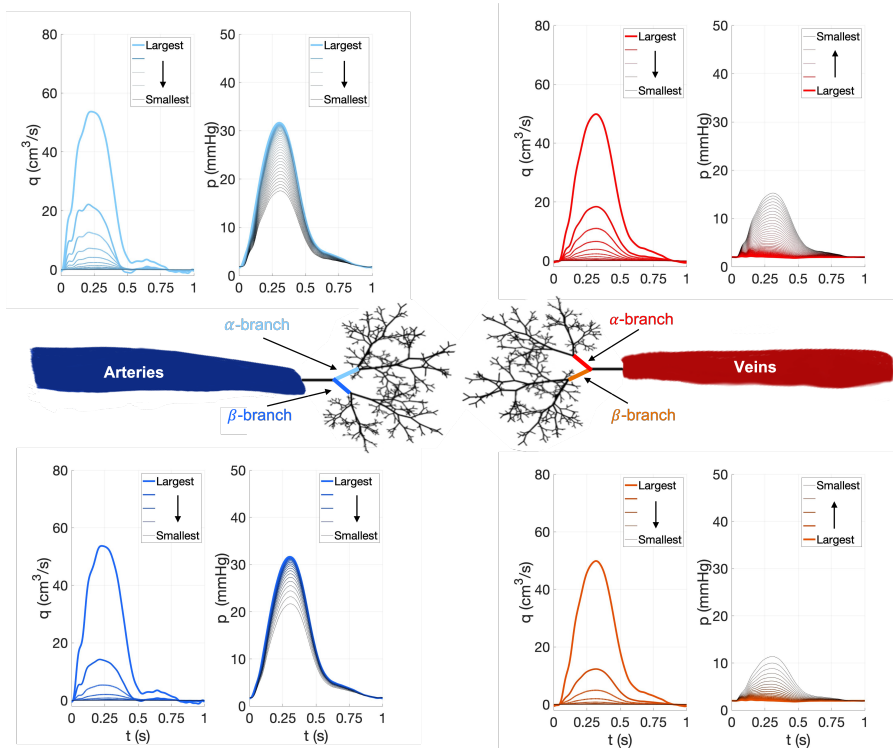 80
60
40
20
0
q (cm³/s)
Largest
Smallest
0 0.25 0.5 0.75 1
50
40
30
20
10
0
p (mmHg)
Largest
Smallest
0 0.25 0.5 0.75 1
80
60
40
20
0
q (cm³/s)
Largest
Smallest
0 0.25 0.5 0.75 1
50
40
30
20
10
0
p (mmHg)
Smallest
Largest
0 0.25 0.5 0.75 1
α-branch
Arteries
β-branch
α-branch
Veins
β-branch
80
60
40
20
0
q (cm³/s)
Largest
Smallest
0 0.25 0.5 0.75 1
t (s)
50
40
30
20
10
0
p (mmHg)
Largest
Smallest
0 0.25 0.5 0.75 1
t (s)
80
60
40
20
0
q (cm³/s)
Largest
Smallest
0 0.25 0.5 0.75 1
t (s)
50
40
30
20
10
0
p (mmHg)
Smallest
Largest
0 0.25 0.5 0.75 1
t (s)